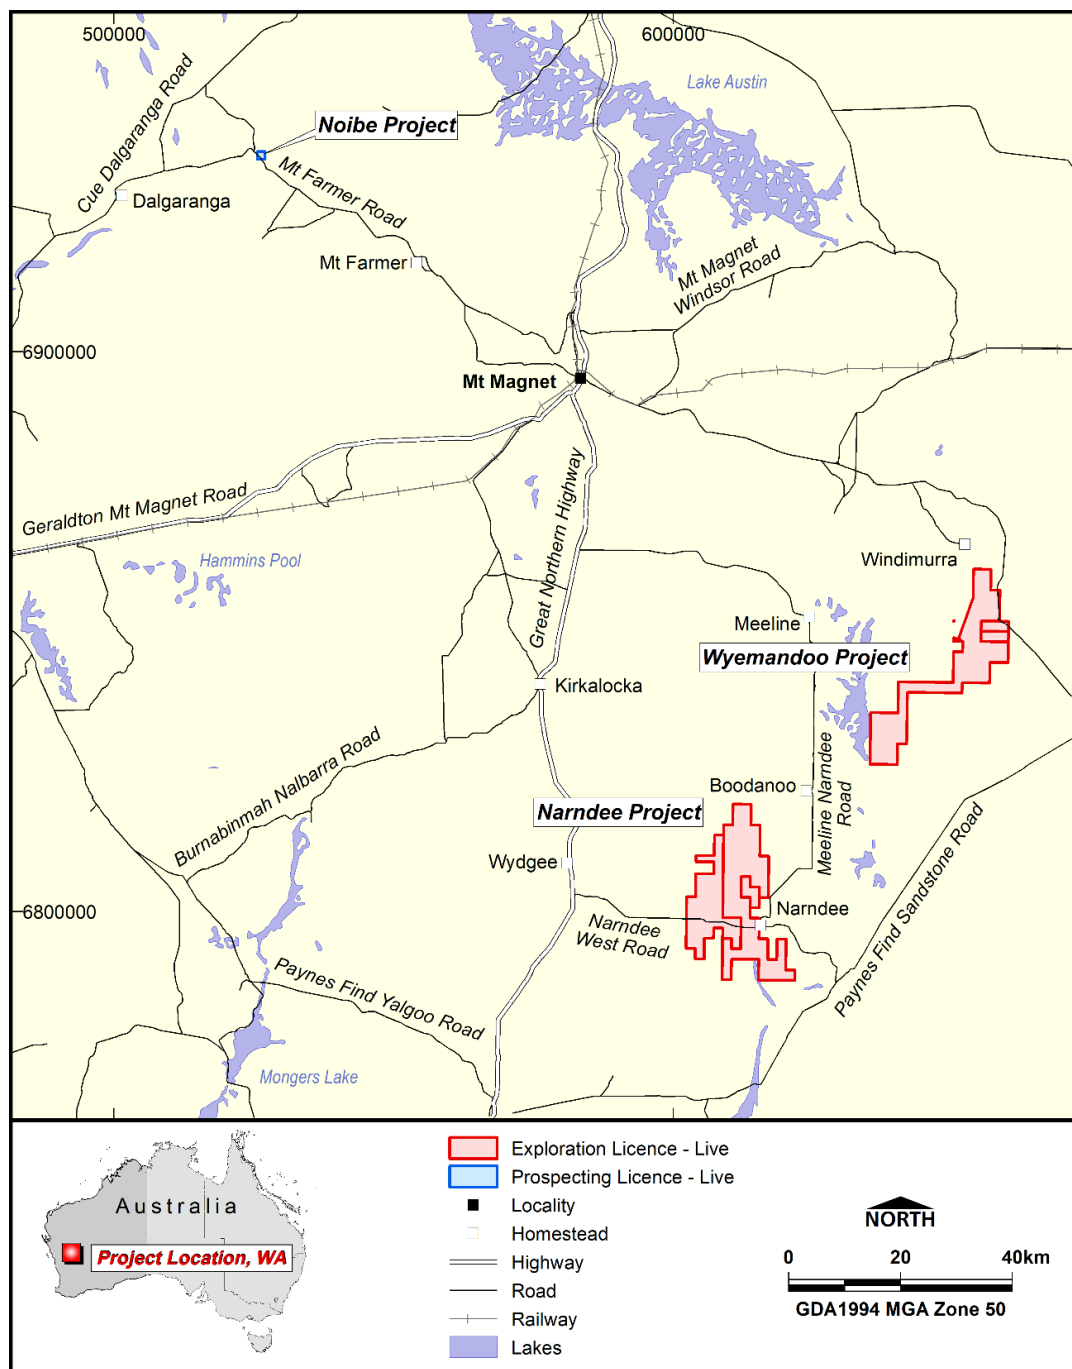 500000
600000
Lake Austin
Cue Dalgaranga Road
Noibe Project
Mt Farmer Road
Dalgaranga
Mt Farmer
Mt Magnet
Windsor Road
6900000
Mt Magnet
Geraldton Mt Magnet Road
Great Northern Highway
Hammins Pool
Windimurra
Meeline
Wyemandoo Project
Kirkalocka
Burnabinmah Nalbarra Road
Boodanoo
Meeline Narndee
Road
Narndee Project
Wydgee
6800000
Narndee
Narndee
West Road
Paynes Find Sandstone Road
Paynes Find Yalgoo Road
Mongers Lake
Australia
Project Location, WA
Exploration Licence - Live
Prospecting Licence - Live
Locality
Homestead
Highway
Road
Railway
Lakes
NORTH
0 20 40km
GDA1994 MGA Zone 50